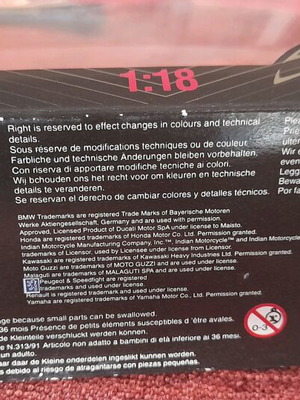 1:18
Right is reserved to effect changes in colours and technical
details.
Sous réserve de modifications techniques ou de couleur
Farbliche und technische Änderungen bleiben vorbehalten.
Con riserva di apportare modifiche tecniche ai colori.
Wij behouden ons het recht voor om kleuren en technische
details te veranderen.
Se reservan el derecho de cambiar colores y detalles técnicos.
BMW Trademarks are registered Trade Marks of Bayerische Motoren
Werke Aktiengesellschaft, Germany and are used with permission.
Approved, Licensed Product of Ducati Motor Spa under license to Maisto.
Honda are registered trademarks of Honda Motor Co. Ltd. Permission granted.
Indian Motorcycle Manufacturing Company, Inc.™ Indian Motorcycle™ and Indian Motorcycle
trademarks of Licensor, used by Licensee under license from Licensor.
Kawasaki are registered trademarks of Kawasaki Heavy Industries Ltd. Permission granted.
Moto Guzzi are trademarks of MOTO GUZZI and are used under license.
Malaguti are trademarks of MALAGUTI SPA and are used under license.
Peugeot & Speedfight are registered
trademarks and used under license.
Renault is registered trademark and used under license.
Yamaha are registered trademarks of Yamaha Motor Co. Ltd. Permission granted.
because small parts can be swallowed.
36 mois Présence de petits éléments susceptibles d'être avalés.
Kleinteile verschluckt werden können.
N.313/91 Articolo non adatto a bambini di età inferiore ai 36 mesi
un adulto.
daar de Kleine onderdelen ingeslikt kunnen worden.
riesgo de atragantarse con piezas pequeñas.
0-3